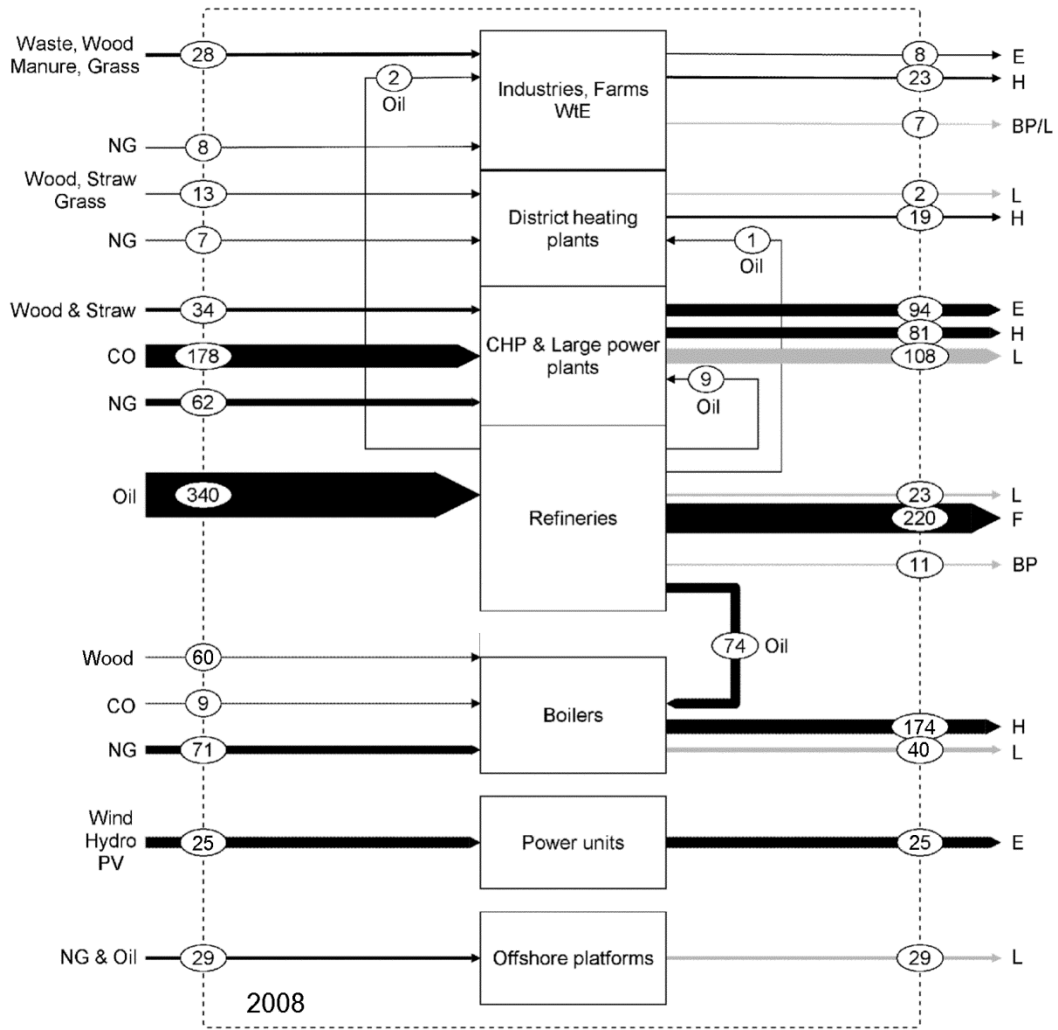 Waste, Wood
Manure, Grass
28
8
E
2
Oil
23
H
Industries, Farms
WtE
7
BP/L
NG
8
Wood, Straw
Grass
13
2
L
19
H
District heating
plants
NG
7
1
Oil
Wood & Straw
34
94
E
81
H
CO
178
CHP & Large power
plants
108
L
9
Oil
NG
62
Oil
340
23
L
Refineries
220
F
11
BP
74
Oil
Wood
60
CO
9
Boilers
174
H
NG
71
40
L
Wind
Hydro
PV
25
Power units
25
E
NG & Oil
29
Offshore platforms
29
L
2008